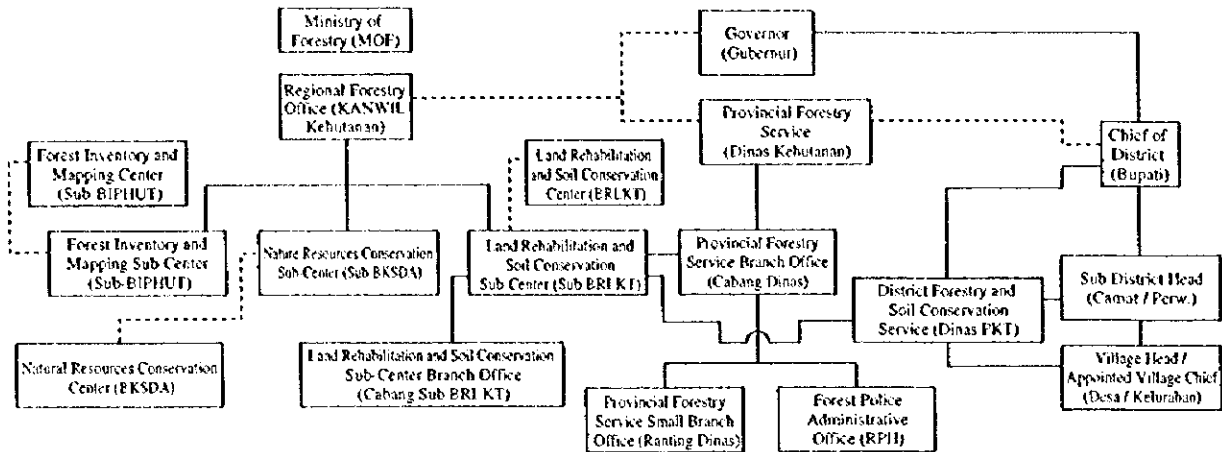 Ministry of
Forestry (MOF)
Governor
(Gubernur)
Regional Forestry
Office (KANWIL
Kehutanan)
Provincial Forestry
Service
(Dinas Kehutanan)
Chief of
District
(Bupati)
Forest Inventory and
Mapping Center
(Sub-BIPHUT)
Land Rehabilitation
and Soil Conservation
Center (BRLKT)
Forest Inventory and
Mapping Sub-Center
(Sub-BIPHUT)
Nature Resources Conservation
Sub-Center (Sub BKSDA)
Land Rehabilitation and
Soil Conservation
Sub Center (Sub BRLKT)
Provincial Forestry
Service Branch Office
(Cabang Dinas)
District Forestry and
Soil Conservation
Service (Dinas PKT)
Sub District Head
(Camat / Perw.)
Natural Resources Conservation
Center (BKSDA)
Land Rehabilitation and Soil Conservation
Sub-Center Branch Office
(Cabang Sub BRLKT)
Village Head /
Appointed Village Chief
(Desa / Kelurahan)
Provincial Forestry
Service Small Branch
Office (Ranting Dinas)
Forest Police
Administrative
Office (RPH)